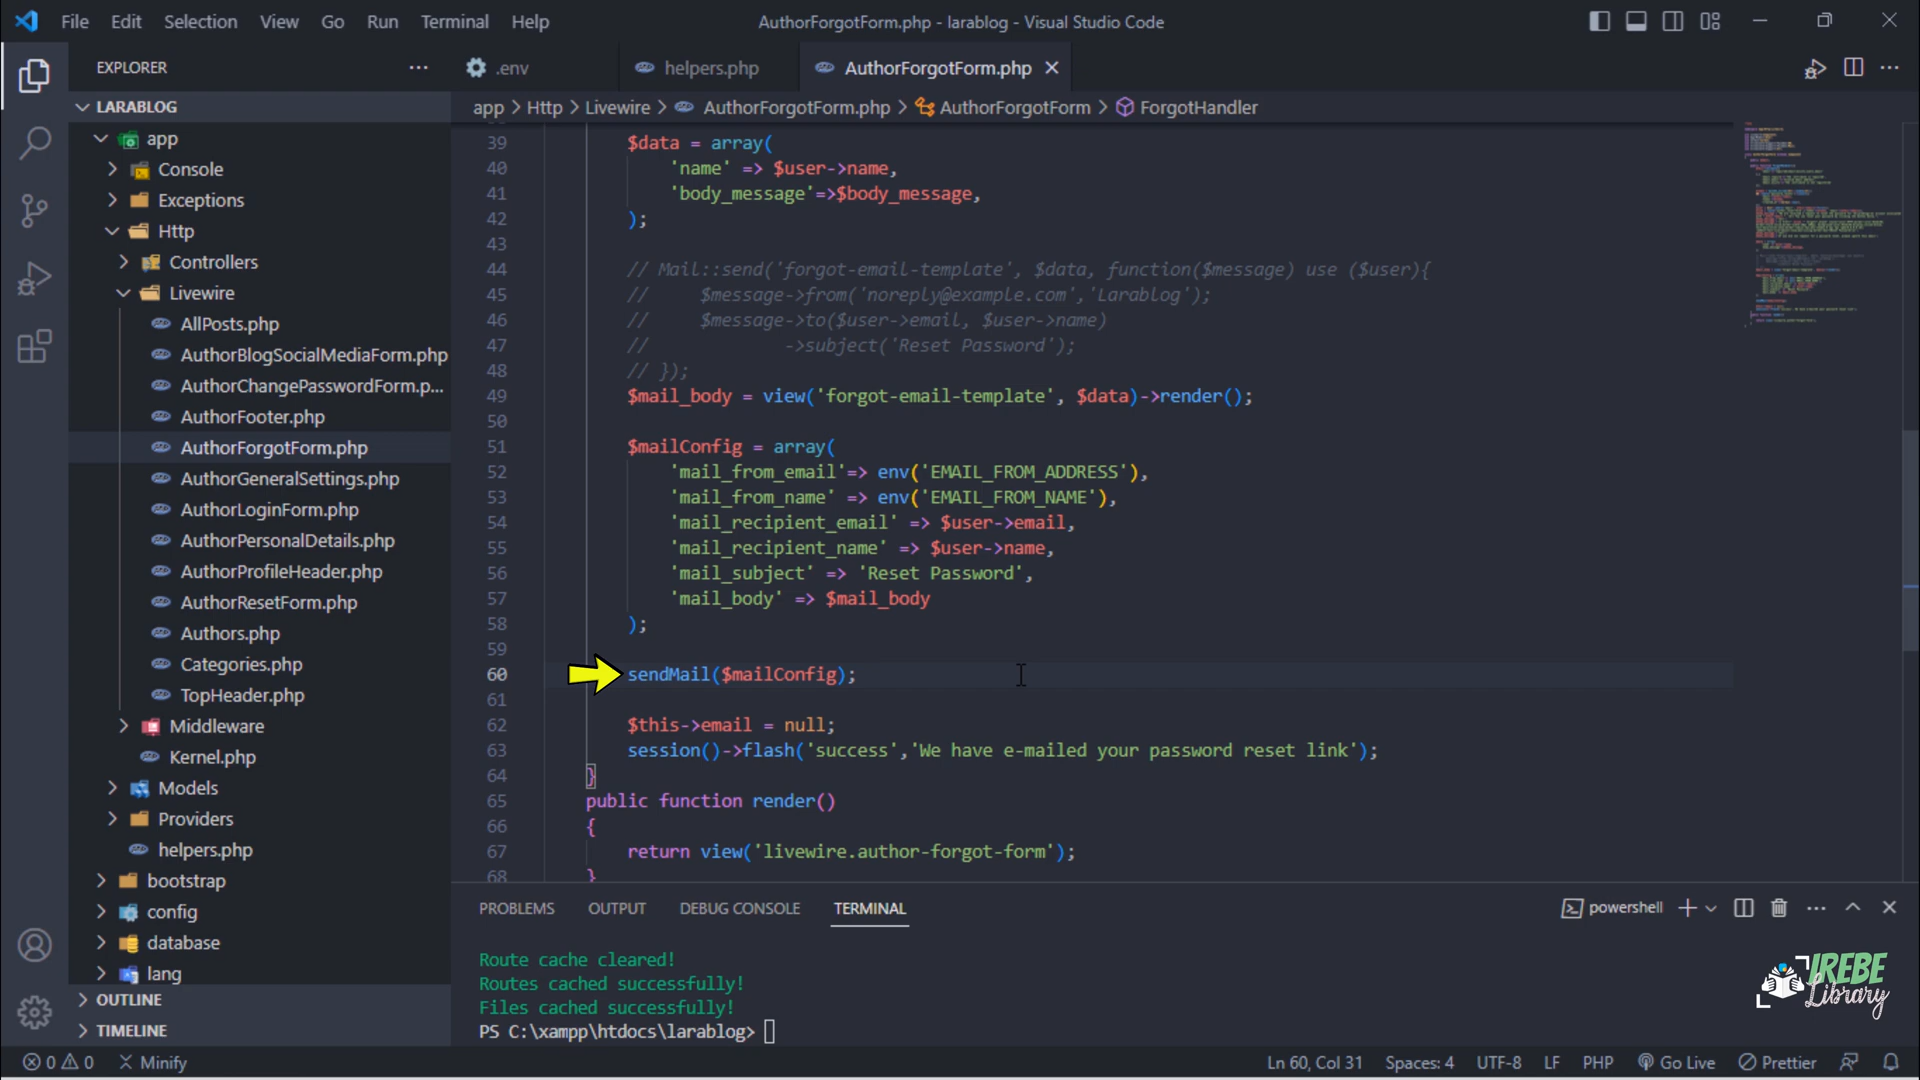 File Edit Selection View Go Run Terminal Help
AuthorForgotForm.php - larablog - Visual Studio Code
EXPLORER
LARABLOG
app
Console
Exceptions
Http
Controllers
Livewire
AllPosts.php
AuthorBlogSocialMediaForm.php
AuthorChangePasswordForm.p...
AuthorFooter.php
AuthorForgotForm.php
AuthorGeneralSettings.php
AuthorLoginForm.php
AuthorPersonalDetails.php
AuthorProfileHeader.php
AuthorResetForm.php
Authors.php
Categories.php
TopHeader.php
Middleware
Kernel.php
Models
Providers
helpers.php
bootstrap
config
database
lang
OUTLINE
TIMELINE
.env helpers.php AuthorForgotForm.php
app > Http > Livewire > AuthorForgotForm.php > AuthorForgotForm > ForgotHandler
39 $data = array(
40 'name' => $user->name,
41 'body_message'=>$body_message,
42 );
43
44 // Mail::send('forgot-email-template', $data, function($message) use ($user){
45 // $message->from('noreply@example.com','Larablog');
46 // $message->to($user->email, $user->name)
47 // ->subject('Reset Password');
48 // });
49 $mail_body = view('forgot-email-template', $data)->render();
50
51 $mailConfig = array(
52 'mail_from_email'=> env('EMAIL_FROM_ADDRESS'),
53 'mail_from_name' => env('EMAIL_FROM_NAME'),
54 'mail_recipient_email' => $user->email,
55 'mail_recipient_name' => $user->name,
56 'mail_subject' => 'Reset Password',
57 'mail_body' => $mail_body
58 );
59
60 sendMail($mailConfig);
61
62 $this->email = null;
63 session()->flash('success','We have e-mailed your password reset link');
64 }
65 public function render()
66 {
67 return view('livewire.author-forgot-form');
68 }
PROBLEMS OUTPUT DEBUG CONSOLE TERMINAL
powershell
Route cache cleared!
Routes cached successfully!
Files cached successfully!
PS C:\xampp\htdocs\larablog>
IREBE
Library
0 0 Minify
Ln 60, Col 31 Spaces: 4 UTF-8 LF PHP Go Live Prettier